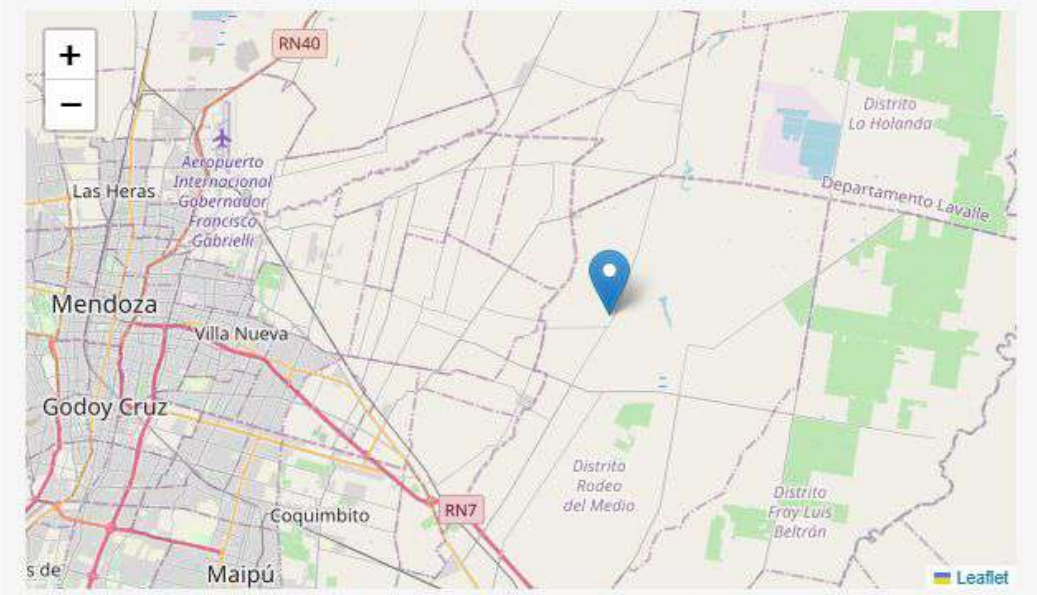 +
−
RN40
Distrito
La Holanda
Aeropuerto
Internacional
Gobernador
Francisco
Gabrielli
Las Heras
Departamento Lavalle
Mendoza
Villa Nueva
Godoy Cruz
Distrito
Rodeo
del Medio
Distrito
Fray Luis
Beltrán
RN7
Coquimbito
s de
Maipú
Leaflet